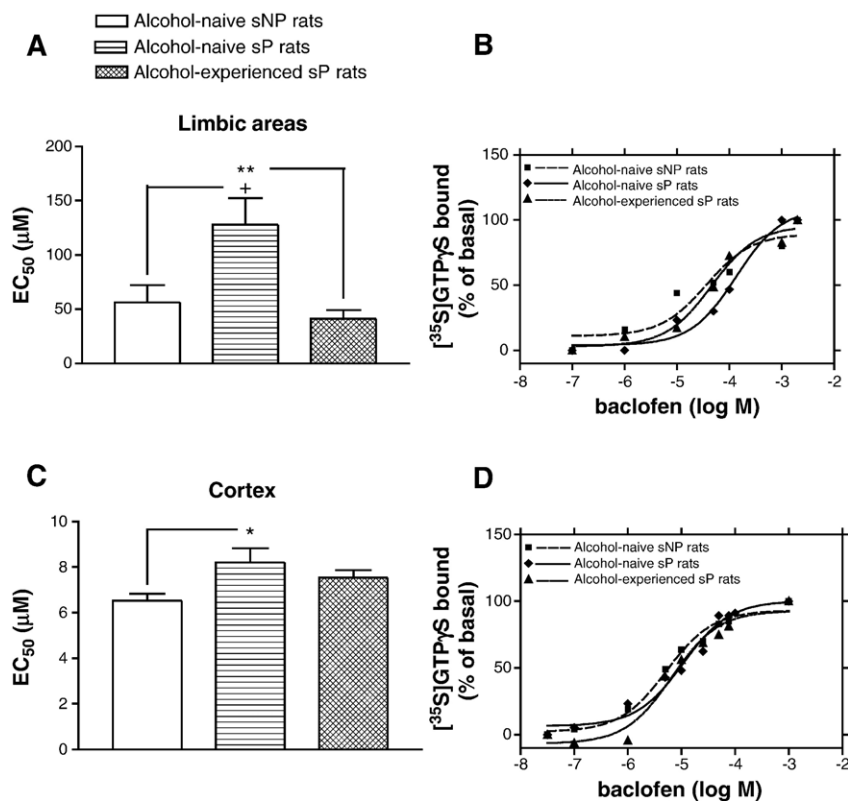 A
Alcohol-naive sNP rats
Alcohol-naive sP rats
Alcohol-experienced sP rats
Limbic areas
EC50 (μM)
200
150
100
50
0
**
+
B
[35S]GTPγS bound
(% of basal)
150
100
50
0
Alcohol-naive sNP rats
Alcohol-naive sP rats
Alcohol-experienced sP rats
-8 -7 -6 -5 -4 -3 -2
baclofen (log M)
C
Cortex
EC50 (μM)
10
8
6
4
2
0
*
D
[35S]GTPγS bound
(% of basal)
150
100
50
0
Alcohol-naive sNP rats
Alcohol-naive sP rats
Alcohol-experienced sP rats
-8 -7 -6 -5 -4 -3 -2
baclofen (log M)